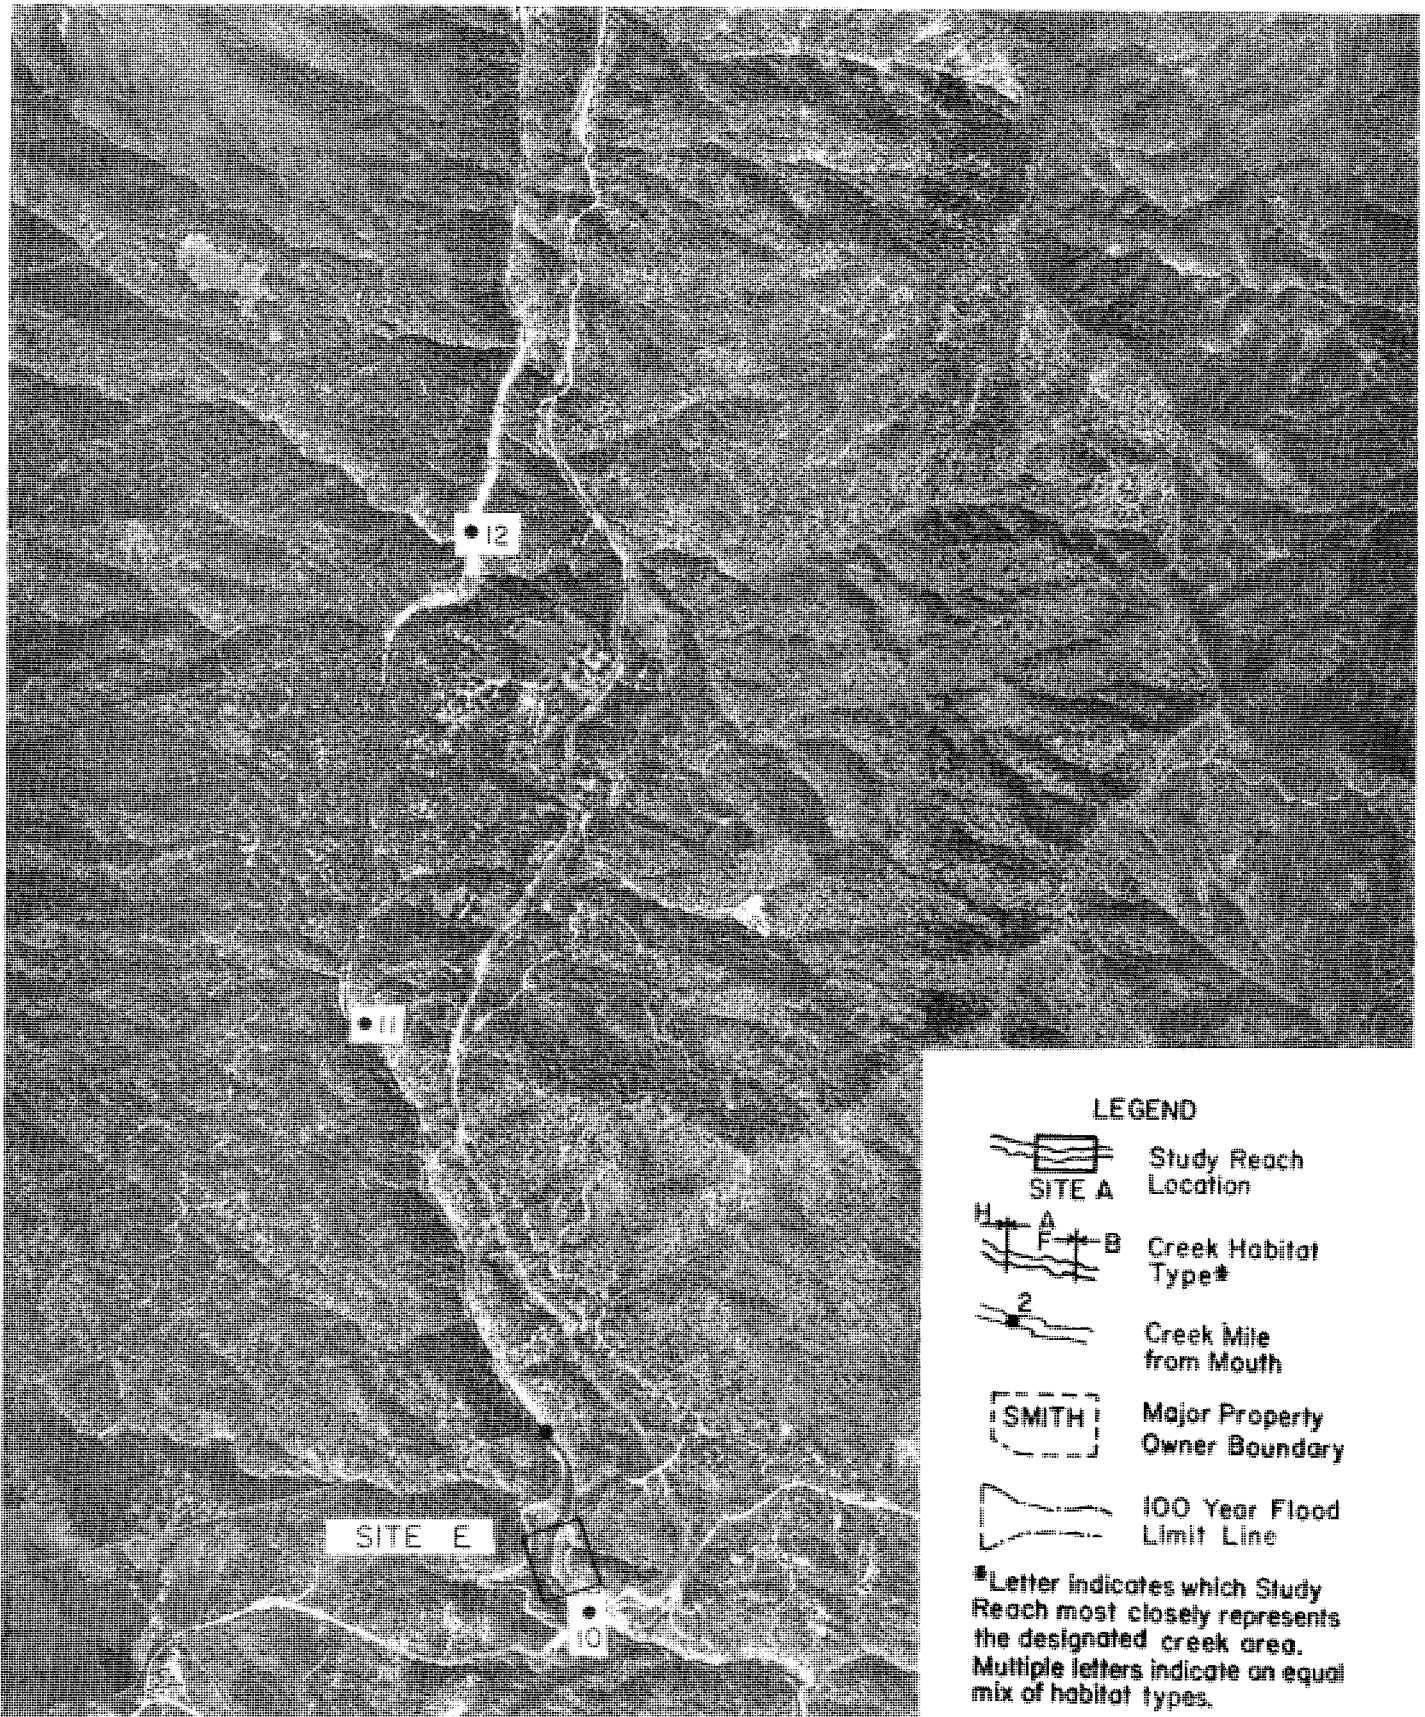 12
11
SITE E
10
LEGEND
SITE A
Study Reach
Location
H A
F B
Creek Habitat
Type*
2
Creek Mile
from Mouth
SMITH
Major Property
Owner Boundary
100 Year Flood
Limit Line
*Letter indicates which Study
Reach most closely represents
the designated creek area.
Multiple letters indicate an equal
mix of habitat types.